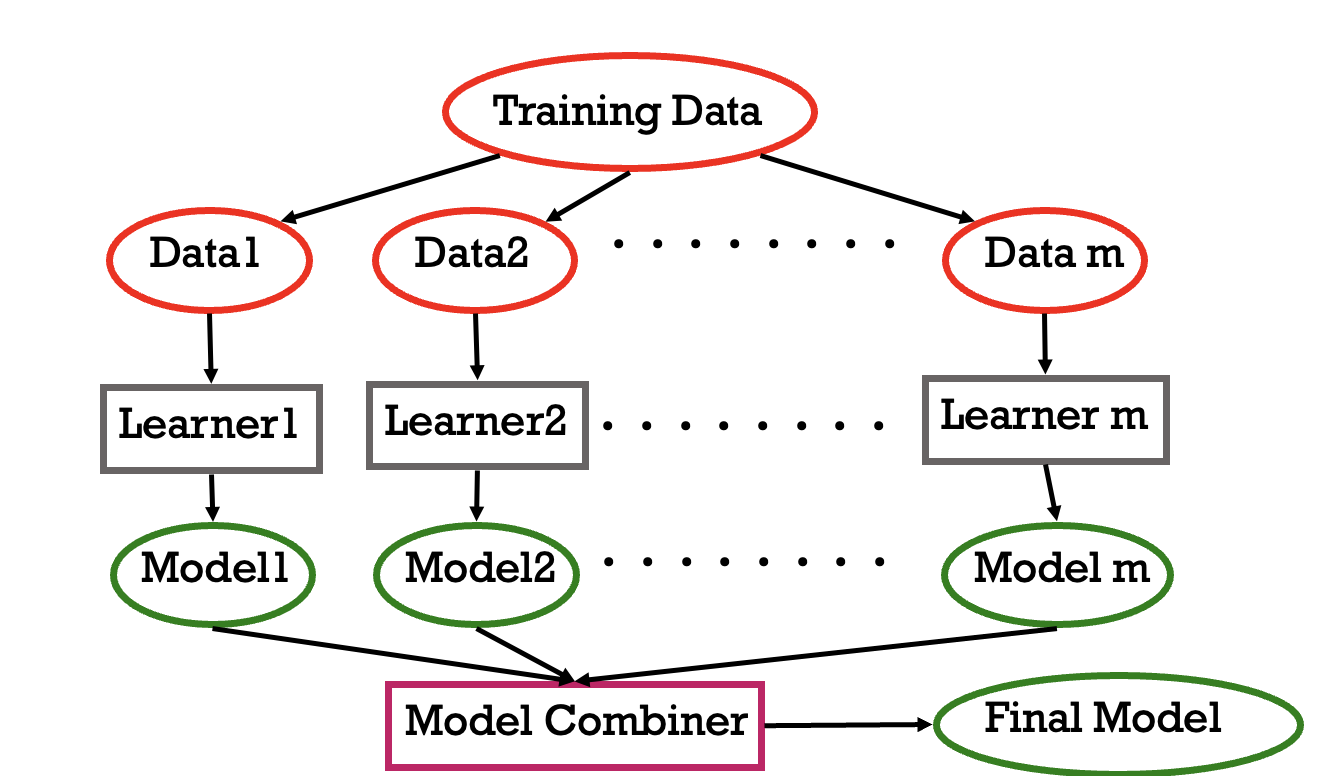 Training Data
Data1
Data2
Data m
Learner1
Learner2
Learner m
Model1
Model2
Model m
Model Combiner
Final Model